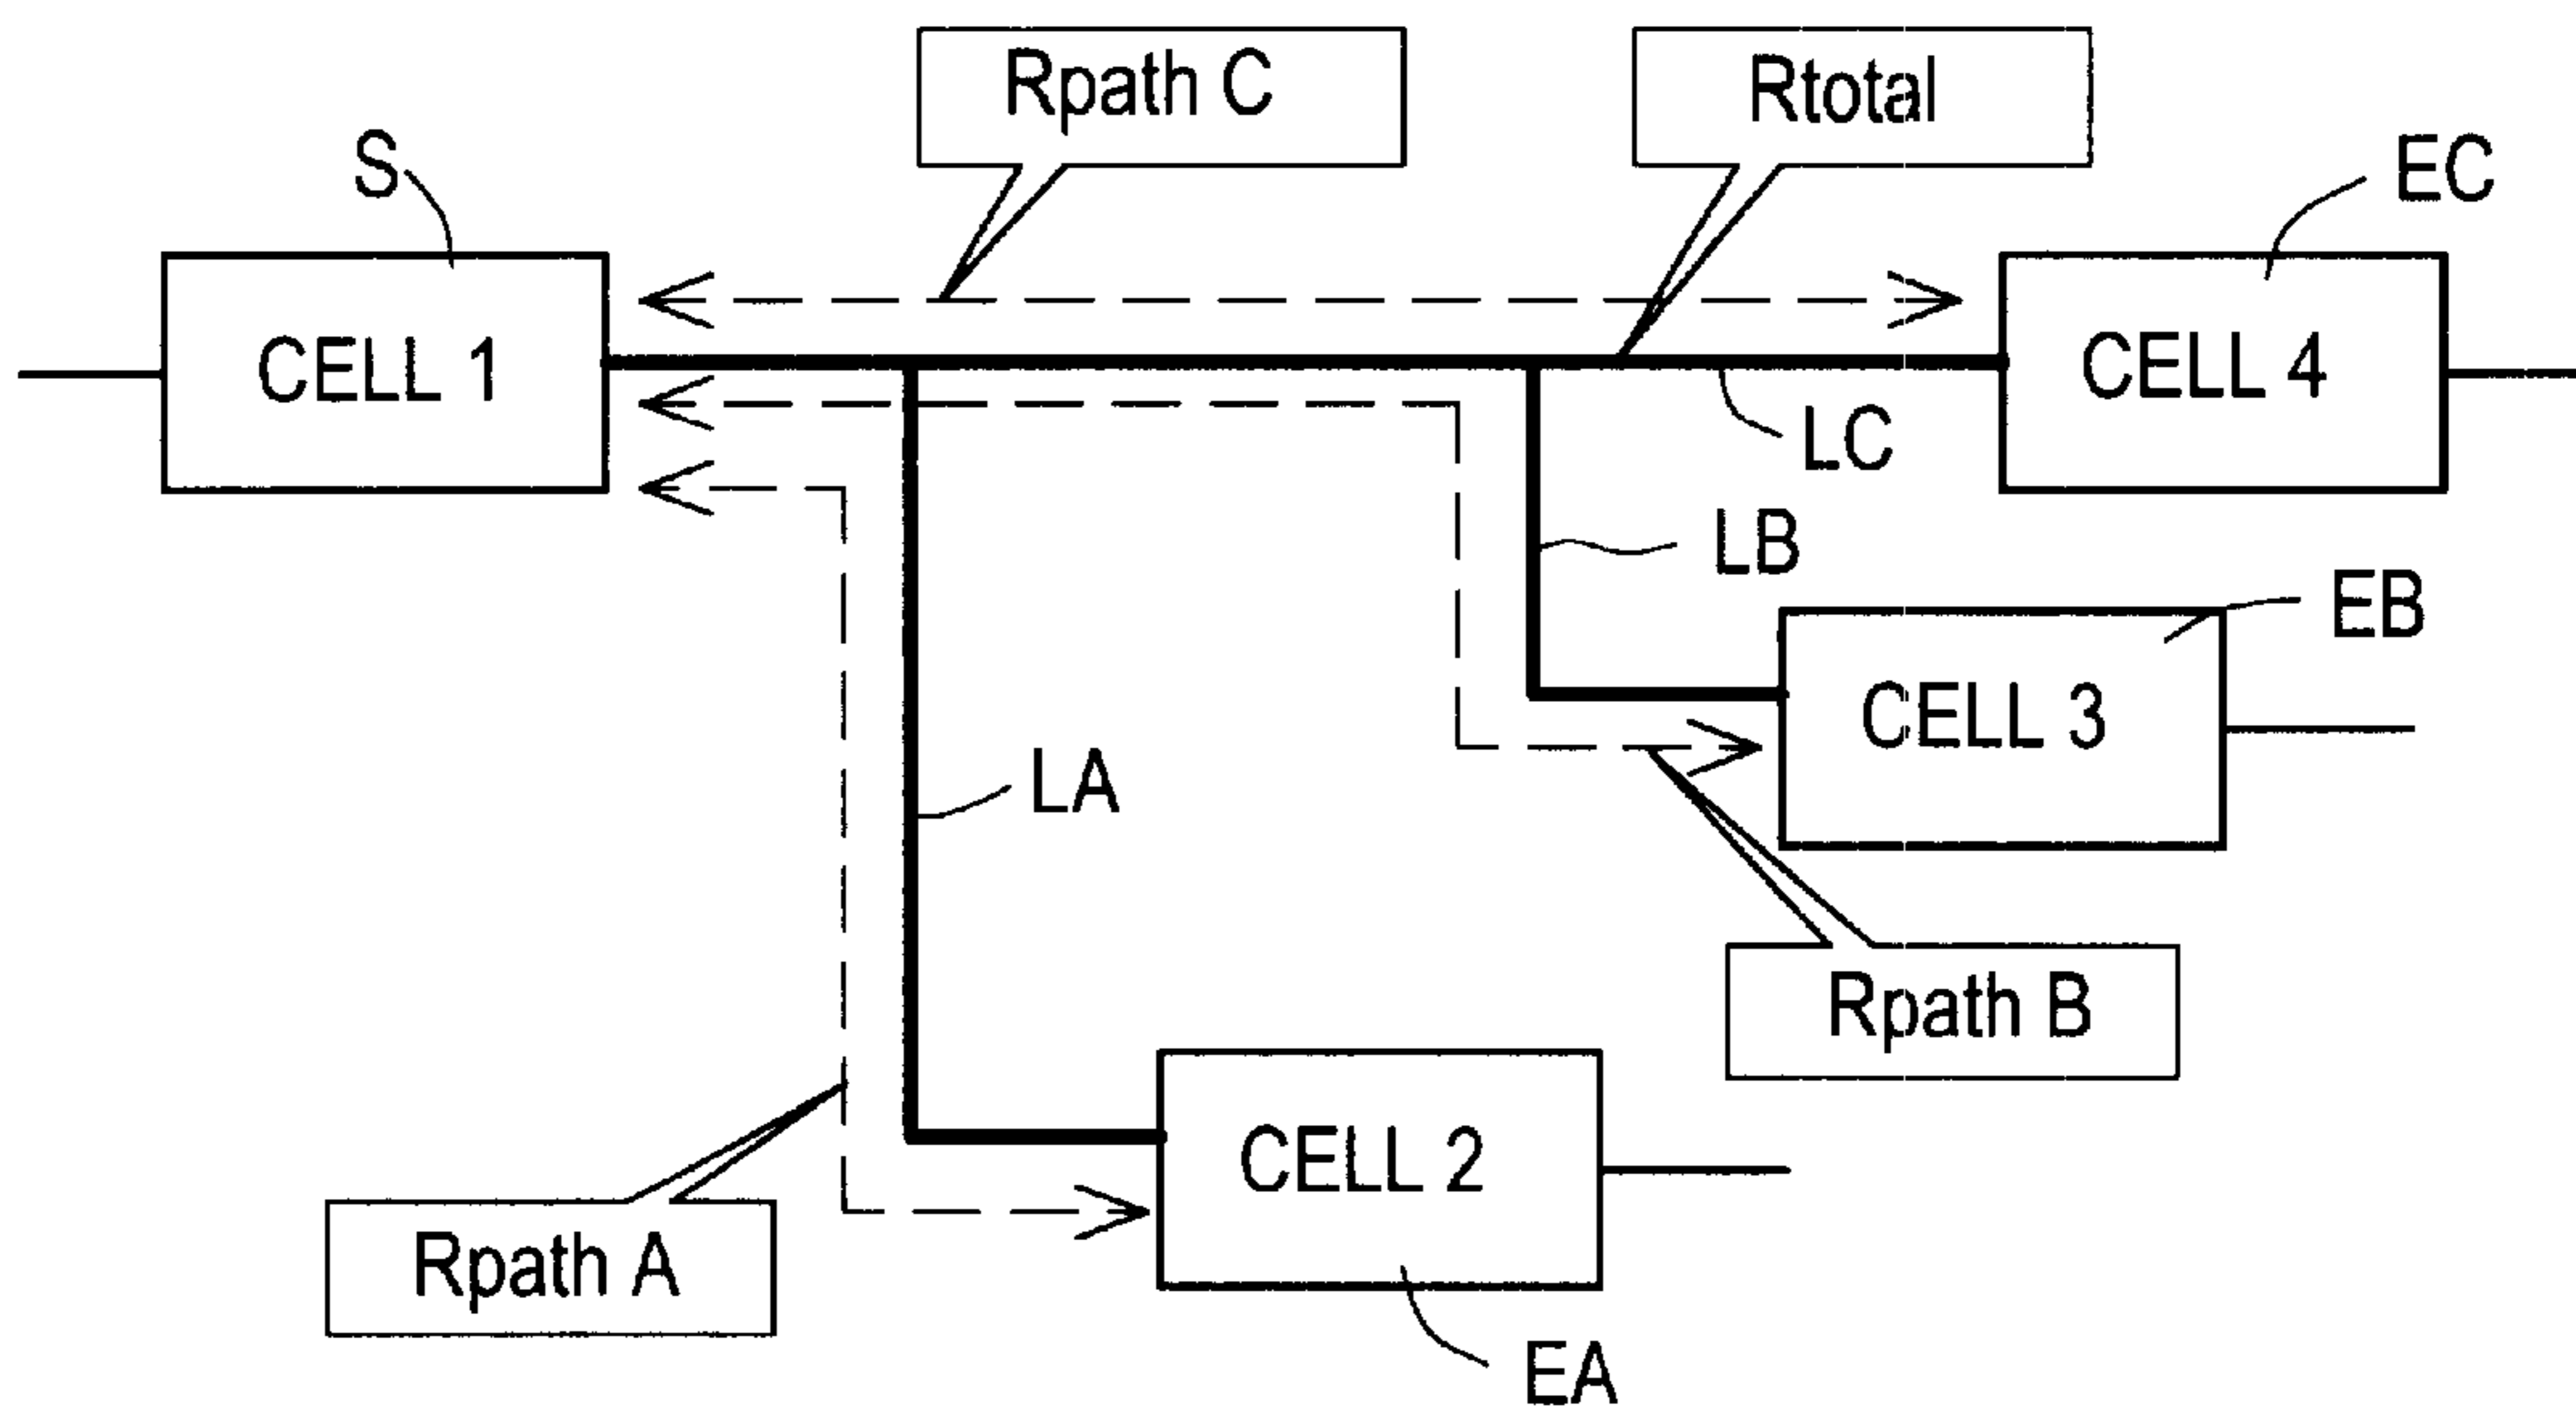 Rpath C
Rtotal
S
EC
CELL 1
CELL 4
LC
LB
EB
CELL 3
LA
Rpath B
CELL 2
Rpath A
EA